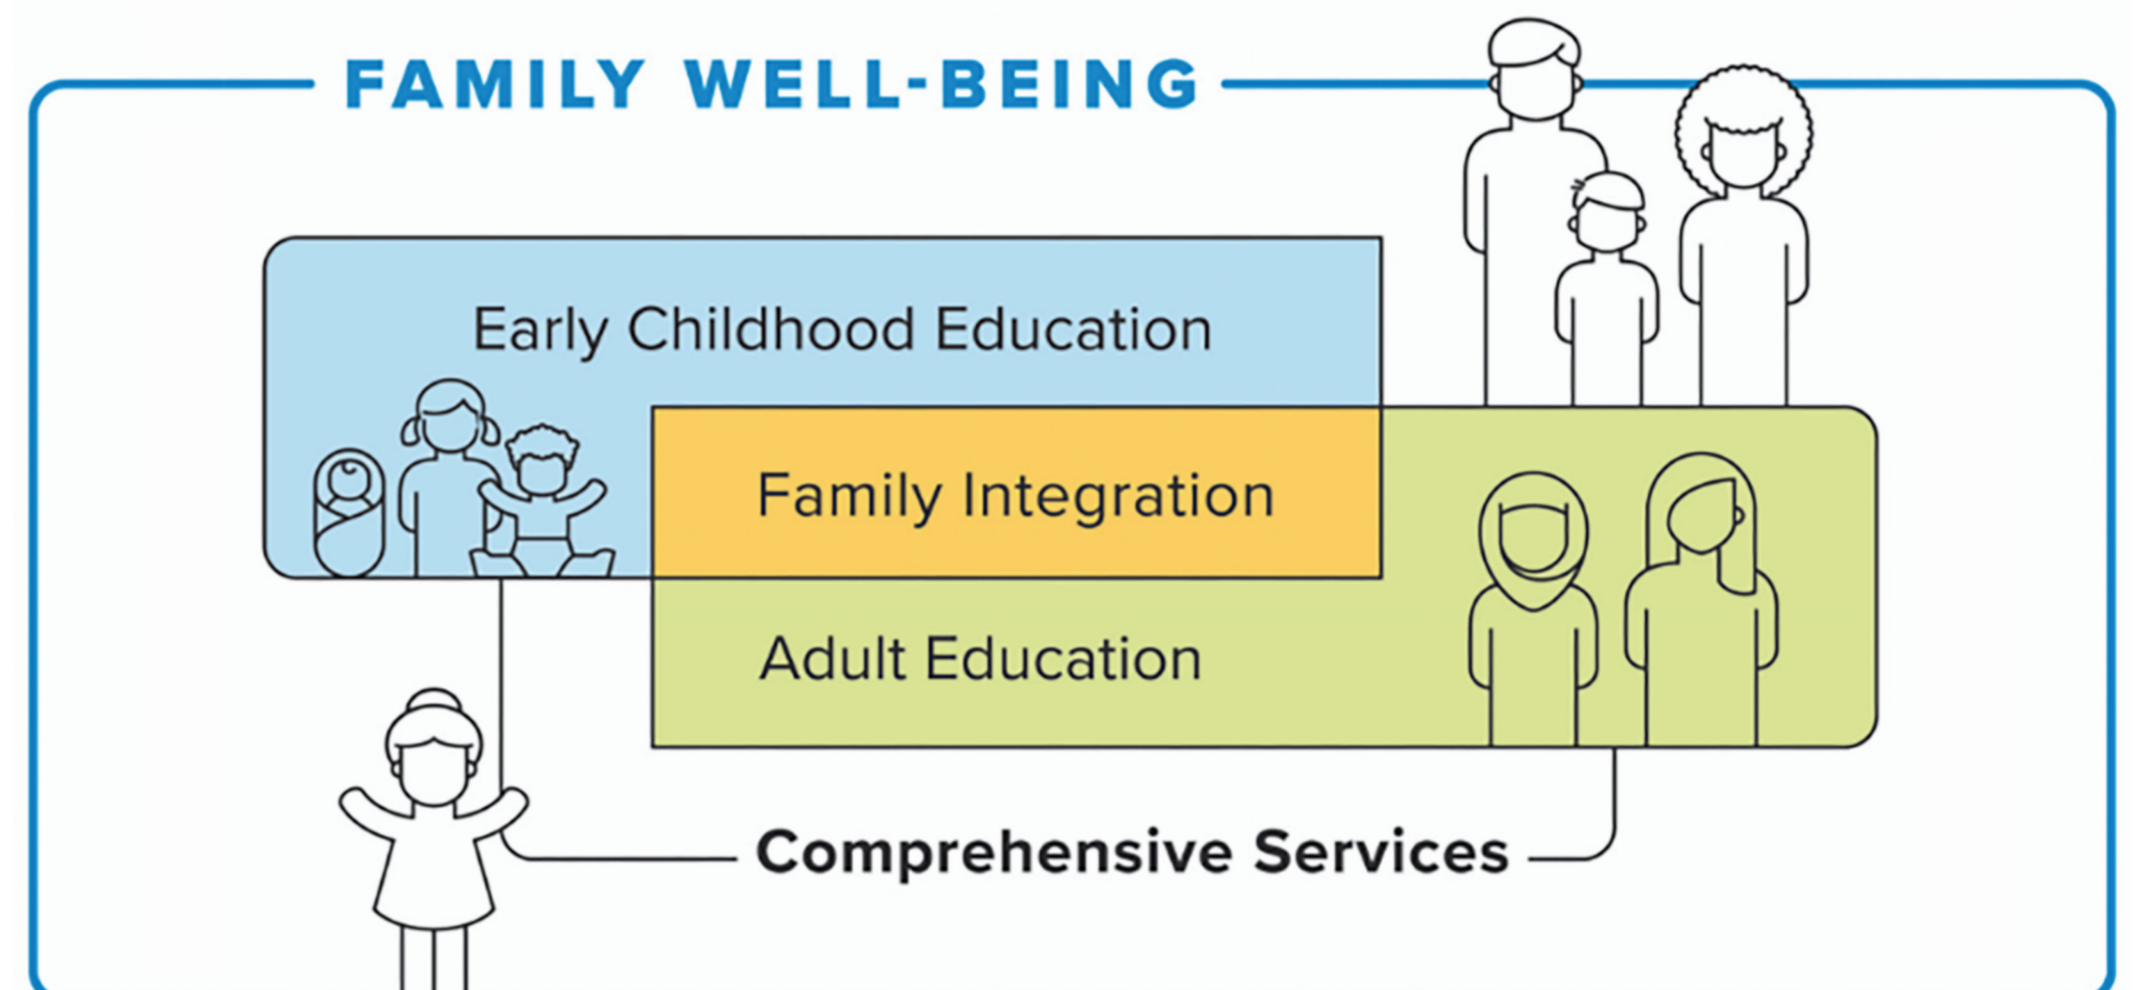 FAMILY WELL-BEING
Early Childhood Education
Family Integration
Adult Education
Comprehensive Services